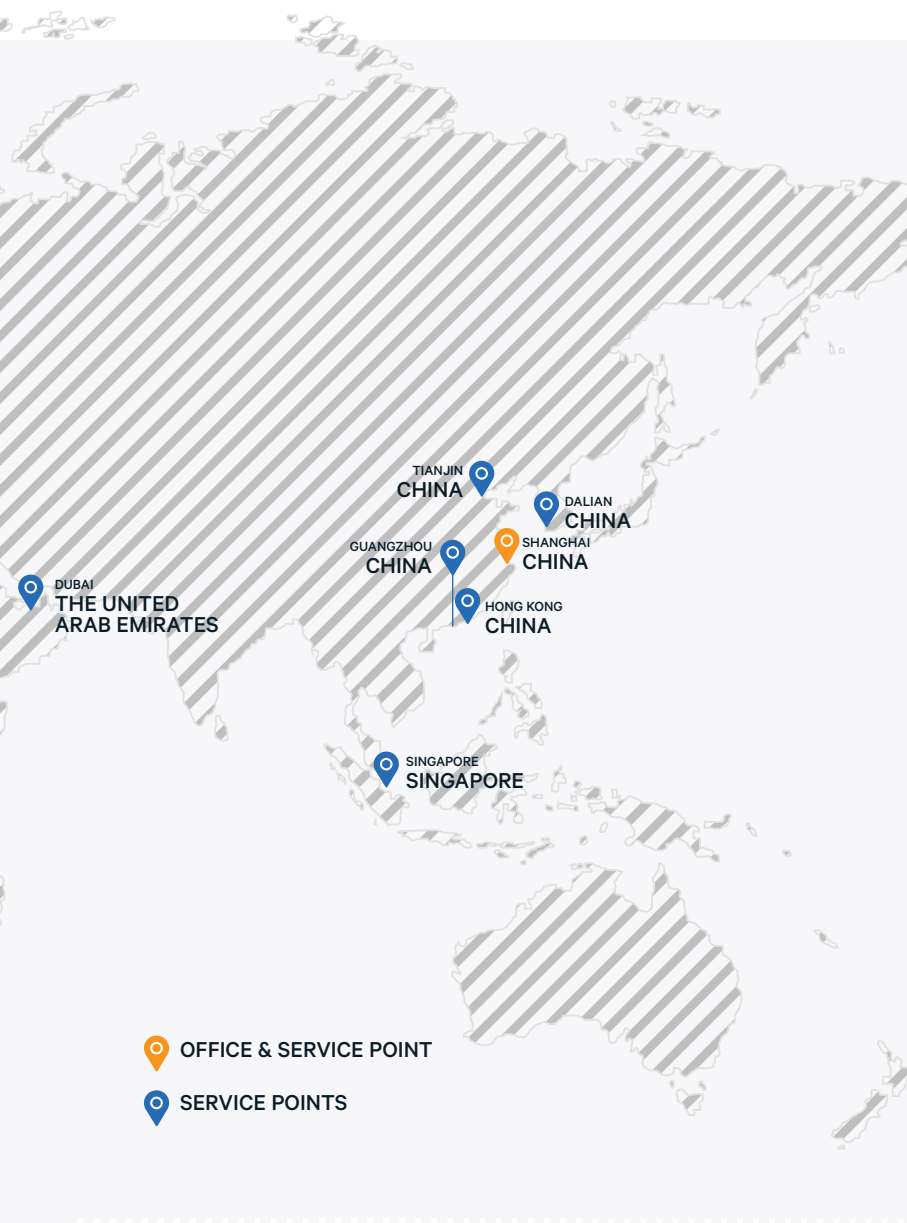 TIANJIN
CHINA
DALIAN
CHINA
SHANGHAI
CHINA
GUANGZHOU
CHINA
DUBAI
THE UNITED
ARAB EMIRATES
HONG KONG
CHINA
SINGAPORE
SINGAPORE
OFFICE & SERVICE POINT
SERVICE POINTS